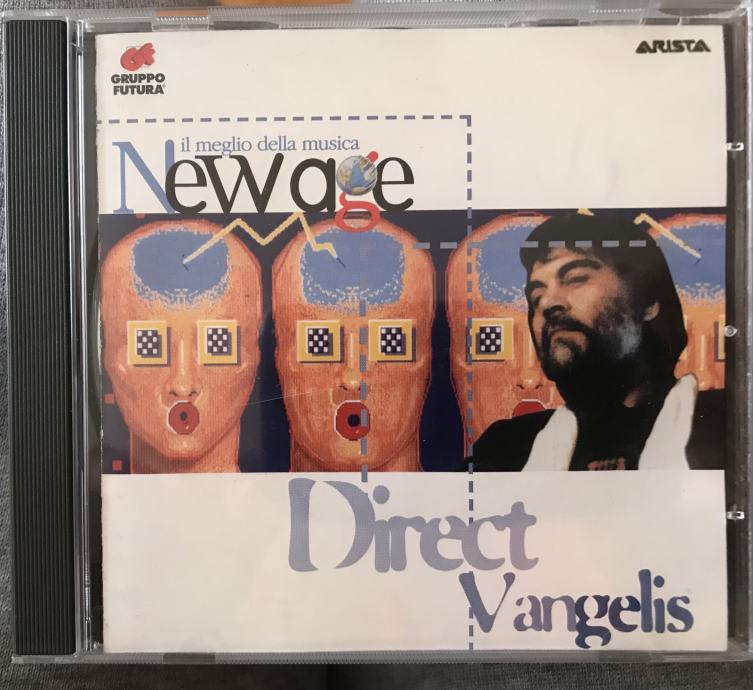 GRUPPO
FUTURA
ARISTA
il meglio della musica
New age
Direct
Vangelis